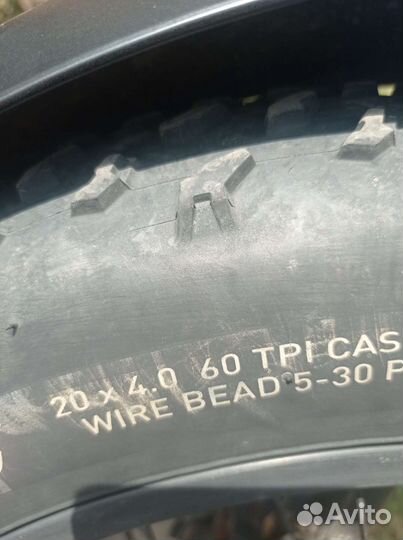 20 x 4.0 60 TPI CAS
WIRE BEAD 5-30 P
Avito